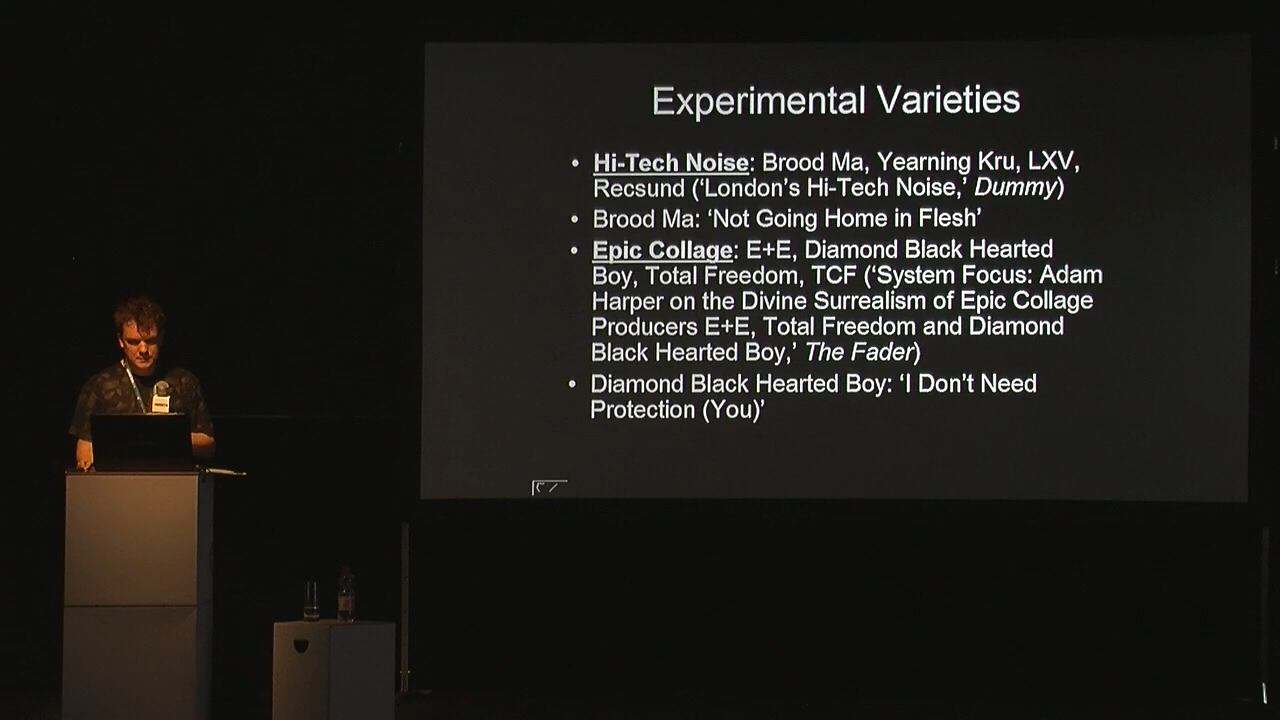 Experimental Varieties
• Hi-Tech Noise: Brood Ma, Yearning Kru, LXV,
Recsund (‘London’s Hi-Tech Noise,’ Dummy)
• Brood Ma: ‘Not Going Home in Flesh’
• Epic Collage: E+E, Diamond Black Hearted
Boy, Total Freedom, TCF (‘System Focus: Adam
Harper on the Divine Surrealism of Epic Collage
Producers E+E, Total Freedom and Diamond
Black Hearted Boy,’ The Fader)
• Diamond Black Hearted Boy: ‘I Don’t Need
Protection (You)’